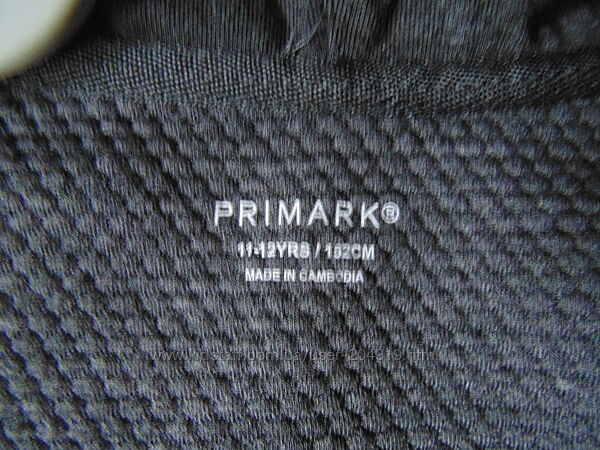 PRIMARK®
11-12YRS / 152CM
MADE IN CAMBODIA